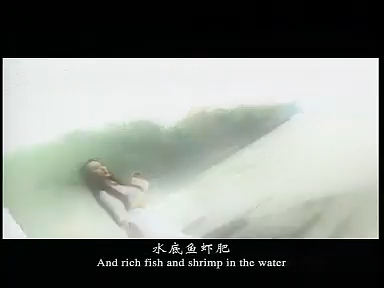 水底鱼虾肥
And rich fish and shrimp in the water